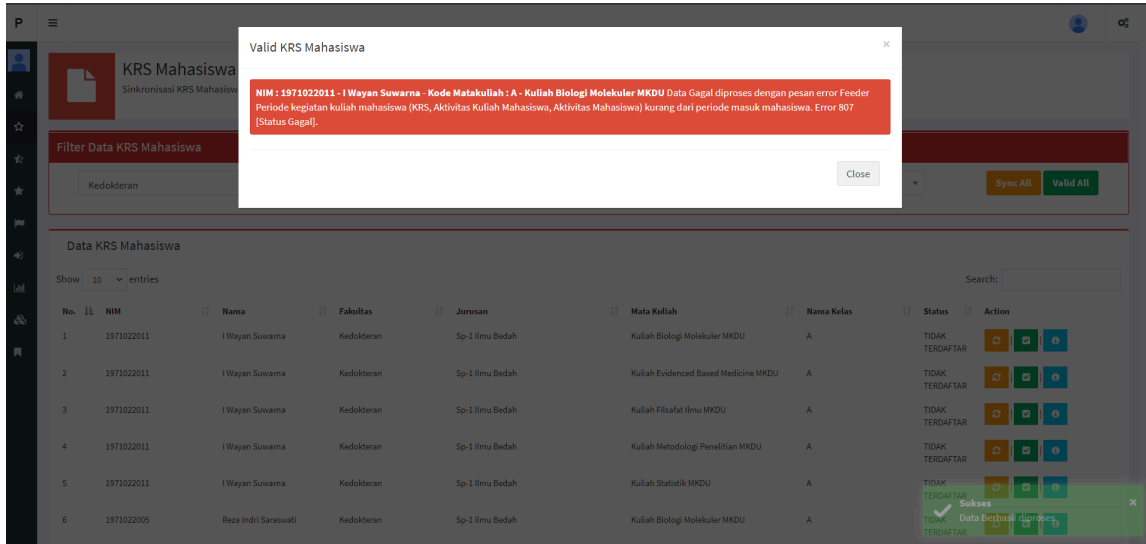 P
KRS Mahasiswa
Sinkronisasi KRS Mahasisw
Valid KRS Mahasiswa
×
NIM : 1971022011 - I Wayan Suwarna - Kode Matakuliah : A - Kuliah Biologi Molekuler MKDU Data Gagal diproses dengan pesan error Feeder
Periode kegiatan kuliah mahasiswa (KRS, Aktivitas Kuliah Mahasiswa, Aktivitas Mahasiswa) kurang dari periode masuk mahasiswa. Error 807
[Status Gagal].
Close
Filter Data KRS Mahasiswa
Kedokteran
Sync All Valid All
Data KRS Mahasiswa
Show 10 entries
Search:
No. NIM Nama Fakultas Jurusan Mata Kuliah Nama Kelas Status Action
1 1971022011 I Wayan Suwarna Kedokteran Sp-1 Ilmu Bedah Kuliah Biologi Molekuler MKDU A TIDAK
TERDAFTAR
2 1971022011 I Wayan Suwarna Kedokteran Sp-1 Ilmu Bedah Kuliah Evidenced Based Medicine MKDU A TIDAK
TERDAFTAR
3 1971022011 I Wayan Suwarna Kedokteran Sp-1 Ilmu Bedah Kuliah Filsafat Ilmu MKDU A TIDAK
TERDAFTAR
4 1971022011 I Wayan Suwarna Kedokteran Sp-1 Ilmu Bedah Kuliah Metodologi Penelitian MKDU A TIDAK
TERDAFTAR
5 1971022011 I Wayan Suwarna Kedokteran Sp-1 Ilmu Bedah Kuliah Statistik MKDU A TIDAK
TERDAFTAR
6 1971022005 Reza Indri Saraswati Kedokteran Sp-1 Ilmu Bedah Kuliah Biologi Molekuler MKDU A TIDAK
TERDAFTAR
Sukses ×
Data Berhasil diproses